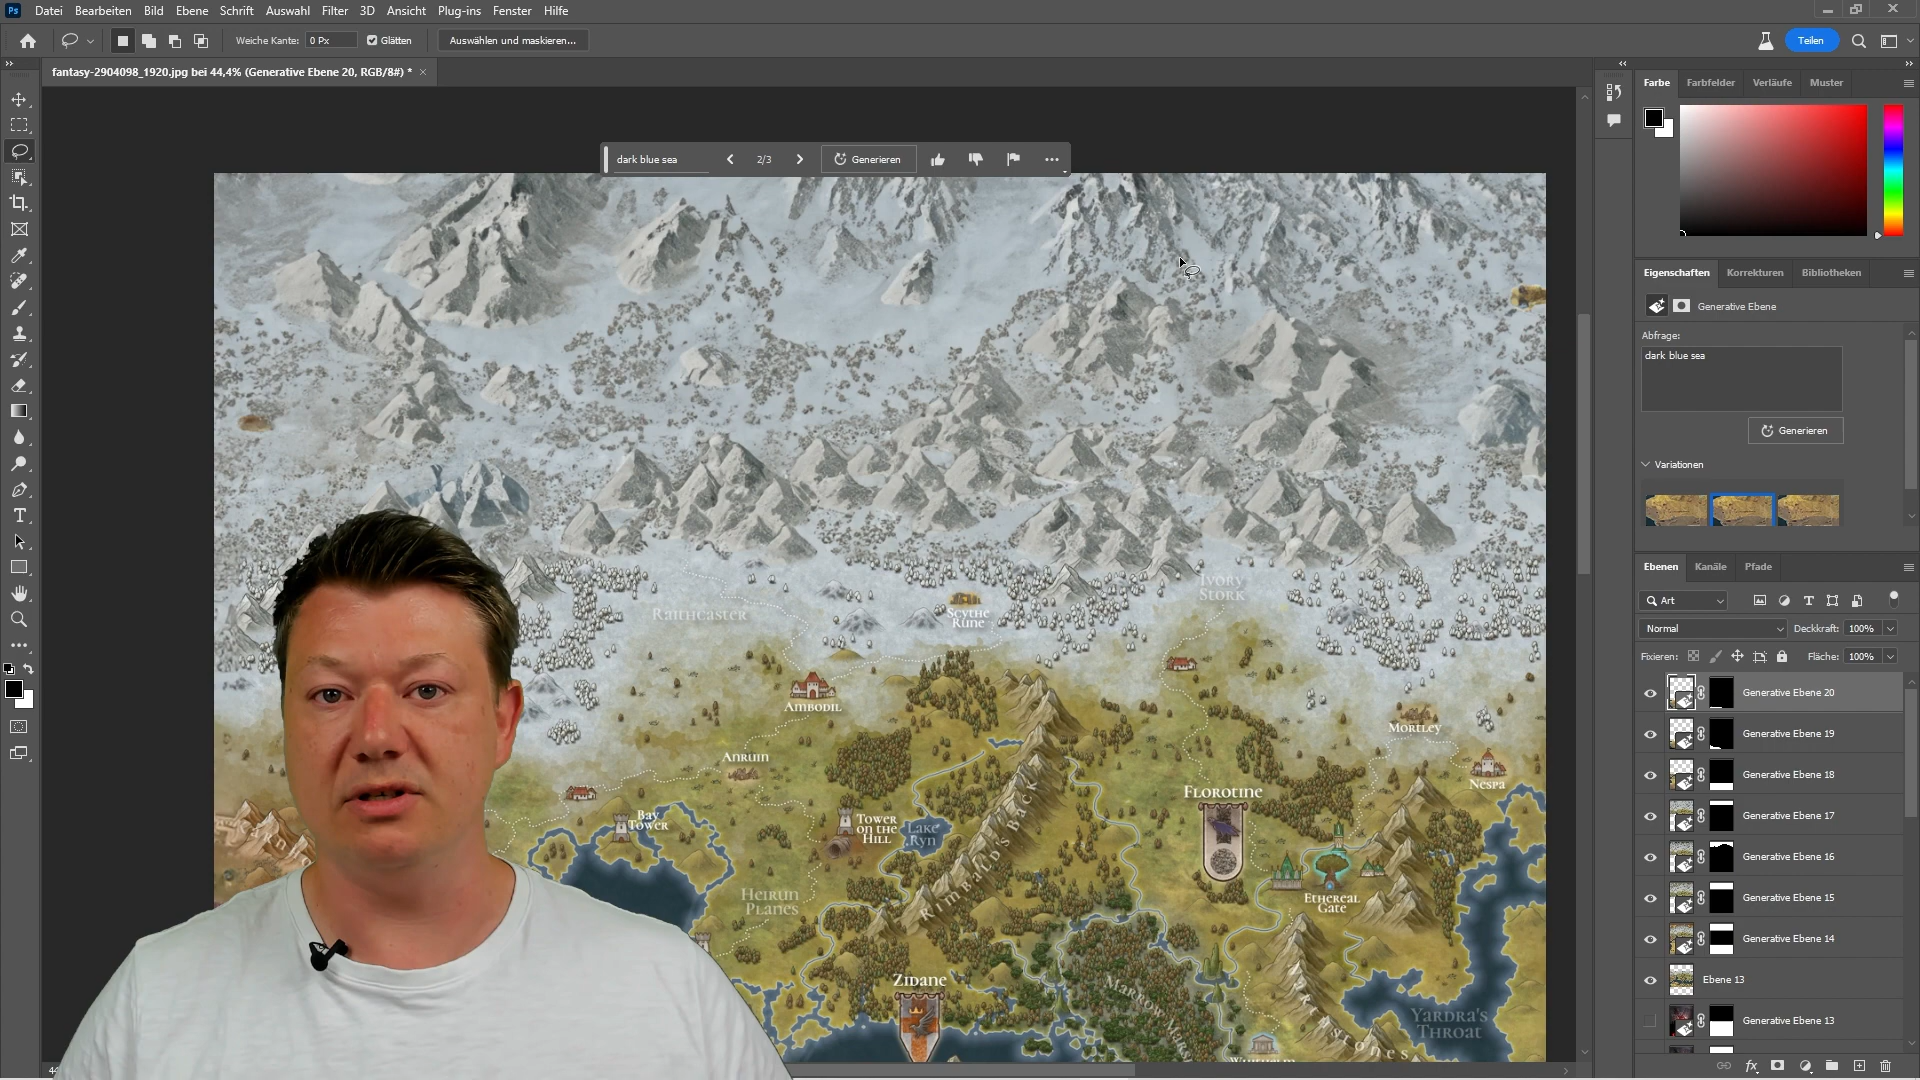 Ps Datei Bearbeiten Bild Ebene Schrift Auswahl Filter 3D Ansicht Plug-ins Fenster Hilfe
Weiche Kante: 0 Px Glätten Auswählen und maskieren... Teilen
fantasy-2904098_1920.jpg bei 44,4% (Generative Ebene 20, RGB/8#) *
Farbe Farbfelder Verläufe Muster
dark blue sea 2/3 Generieren
Eigenschaften Korrekturen Bibliotheken
Generative Ebene
Abfrage:
dark blue sea
Generieren
Variationen
Ebenen Kanäle Pfade
Art
Normal Deckkraft: 100%
Fixieren: Fläche: 100%
Generative Ebene 20
Generative Ebene 19
Generative Ebene 18
Generative Ebene 17
Generative Ebene 16
Generative Ebene 15
Generative Ebene 14
Ebene 13
Generative Ebene 13
fx
Raithcaster
Scythe
Rune
Ivory
Stork
Ambodil
Anruin
Mortley
Nespa
Bay
Tower
Tower
on the
Hill
Lake
Ryn
Rimbald's Back
Florotine
Ethereal
Gate
Heirun
Planes
Zidane
Yardra's
Throat